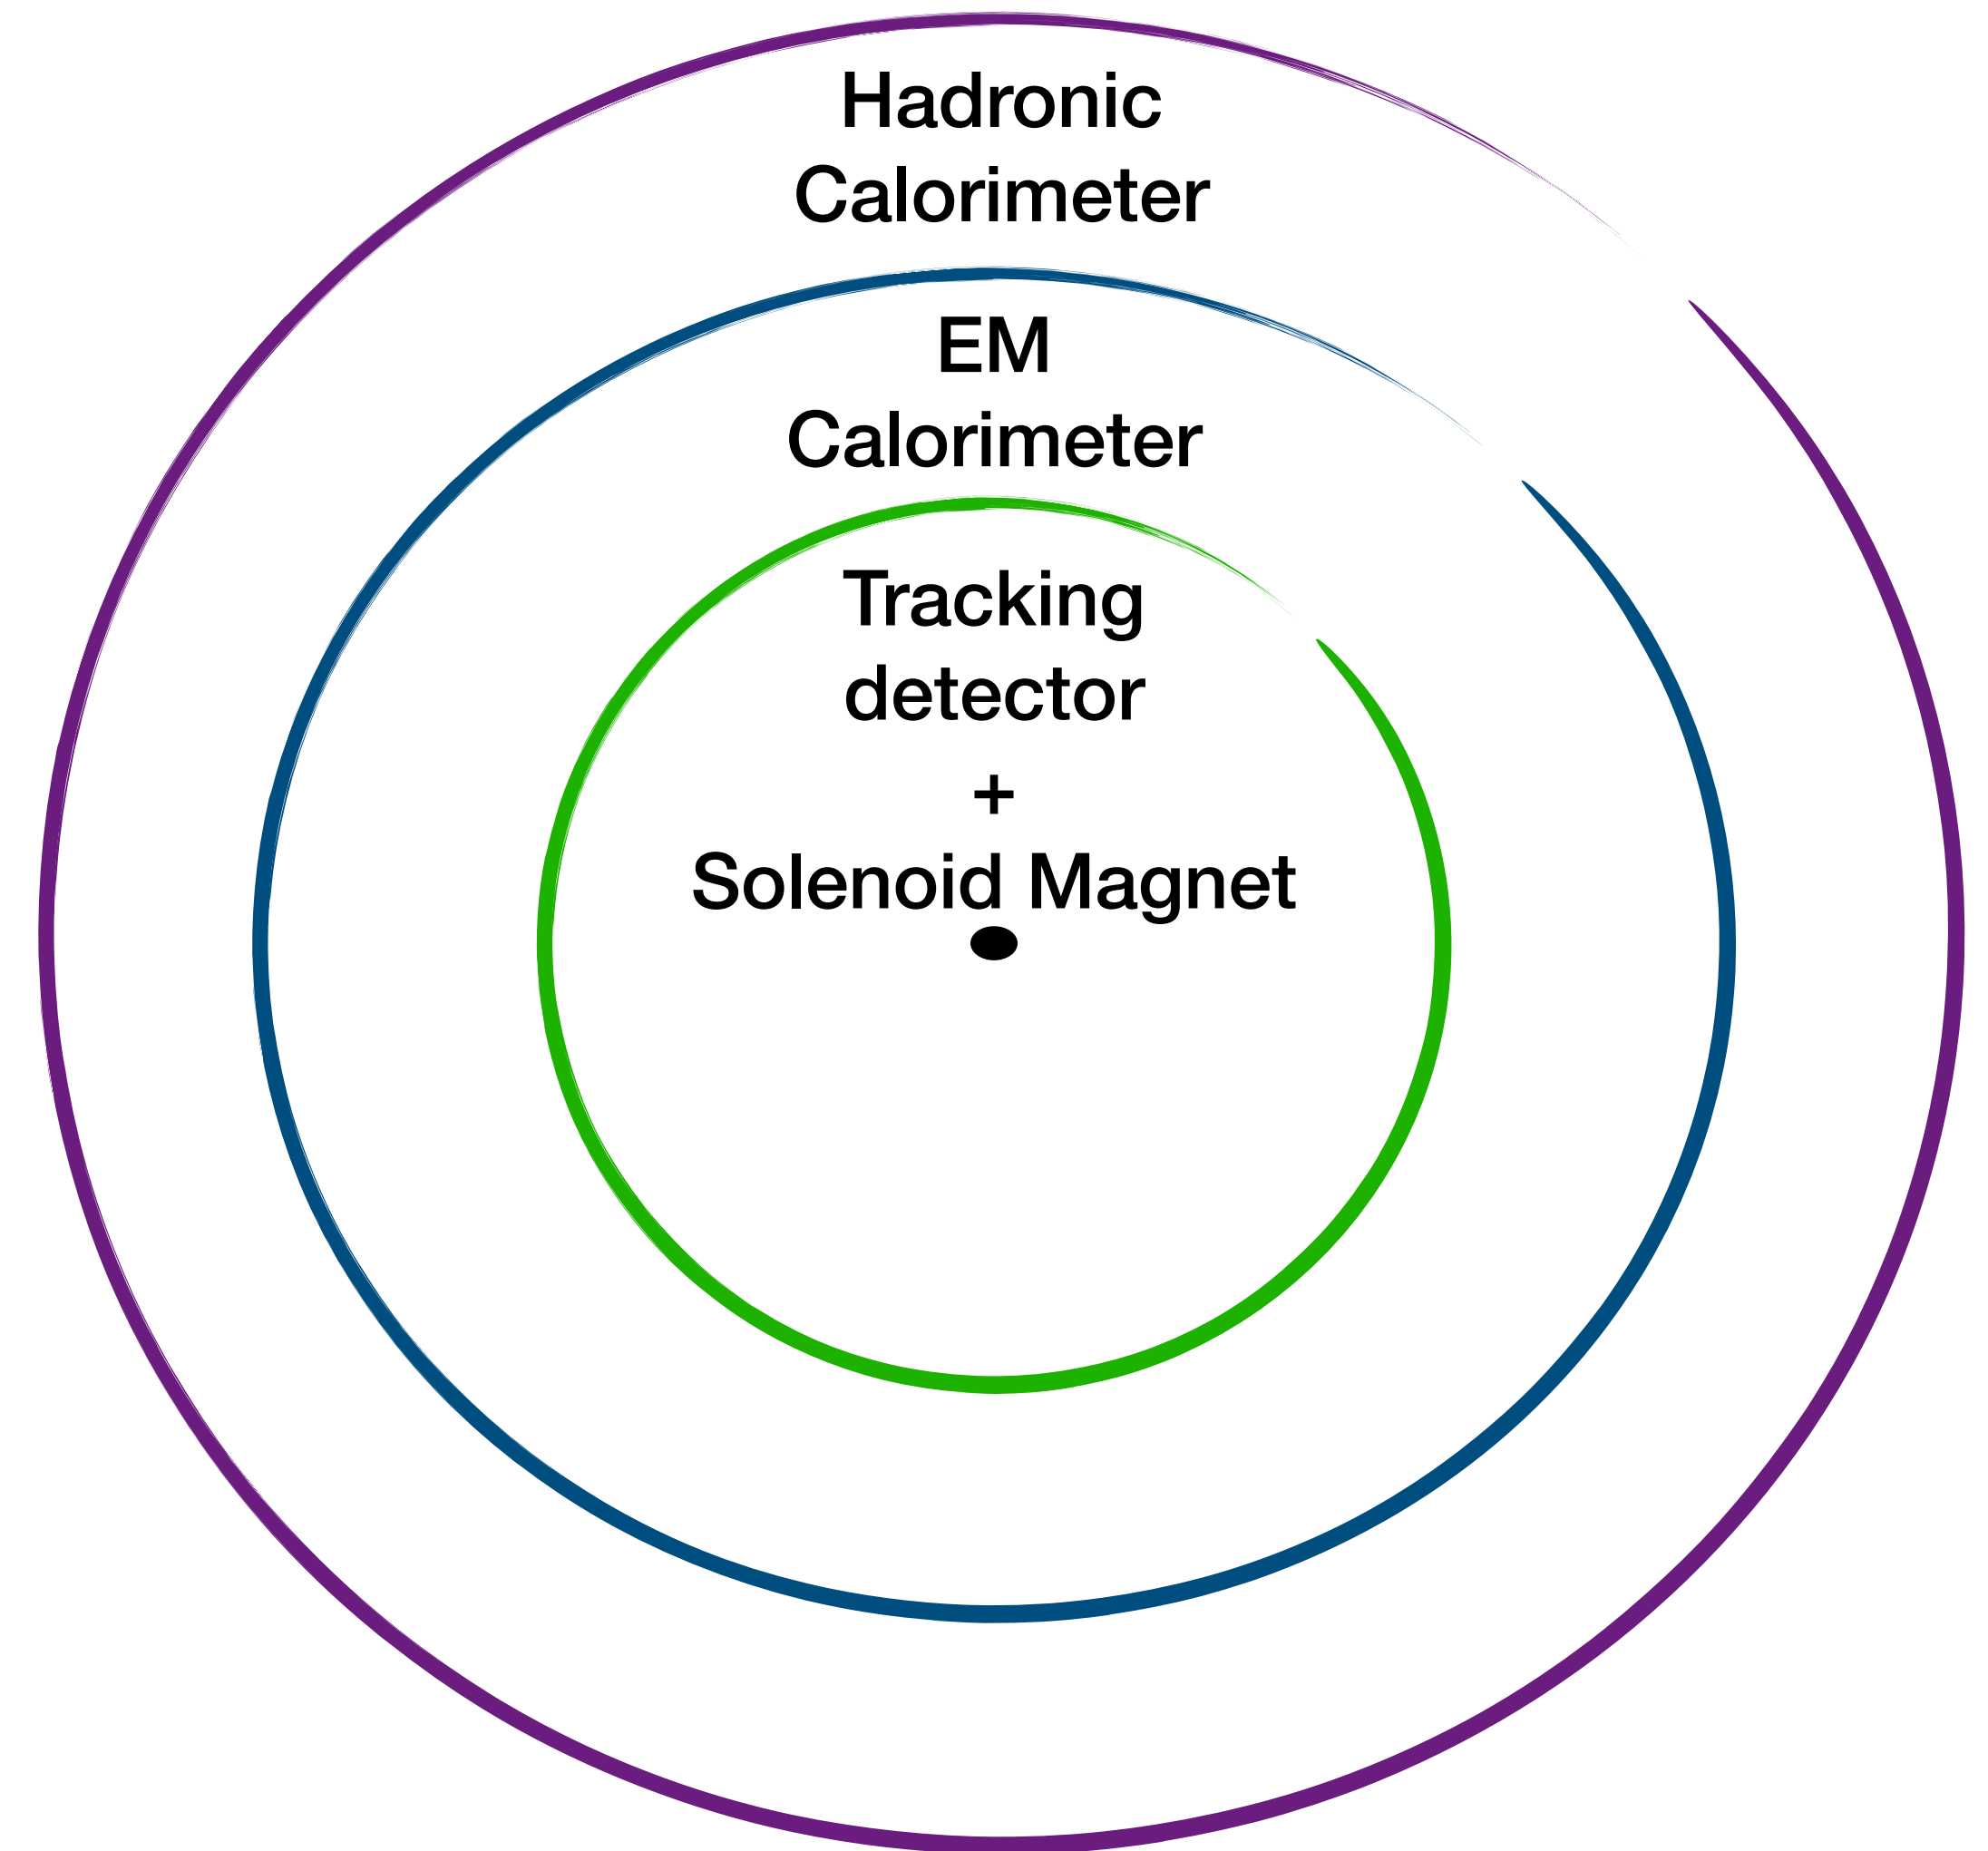 Hadronic
Calorimeter
EM
Calorimeter
Tracking
detector
+
Solenoid Magnet